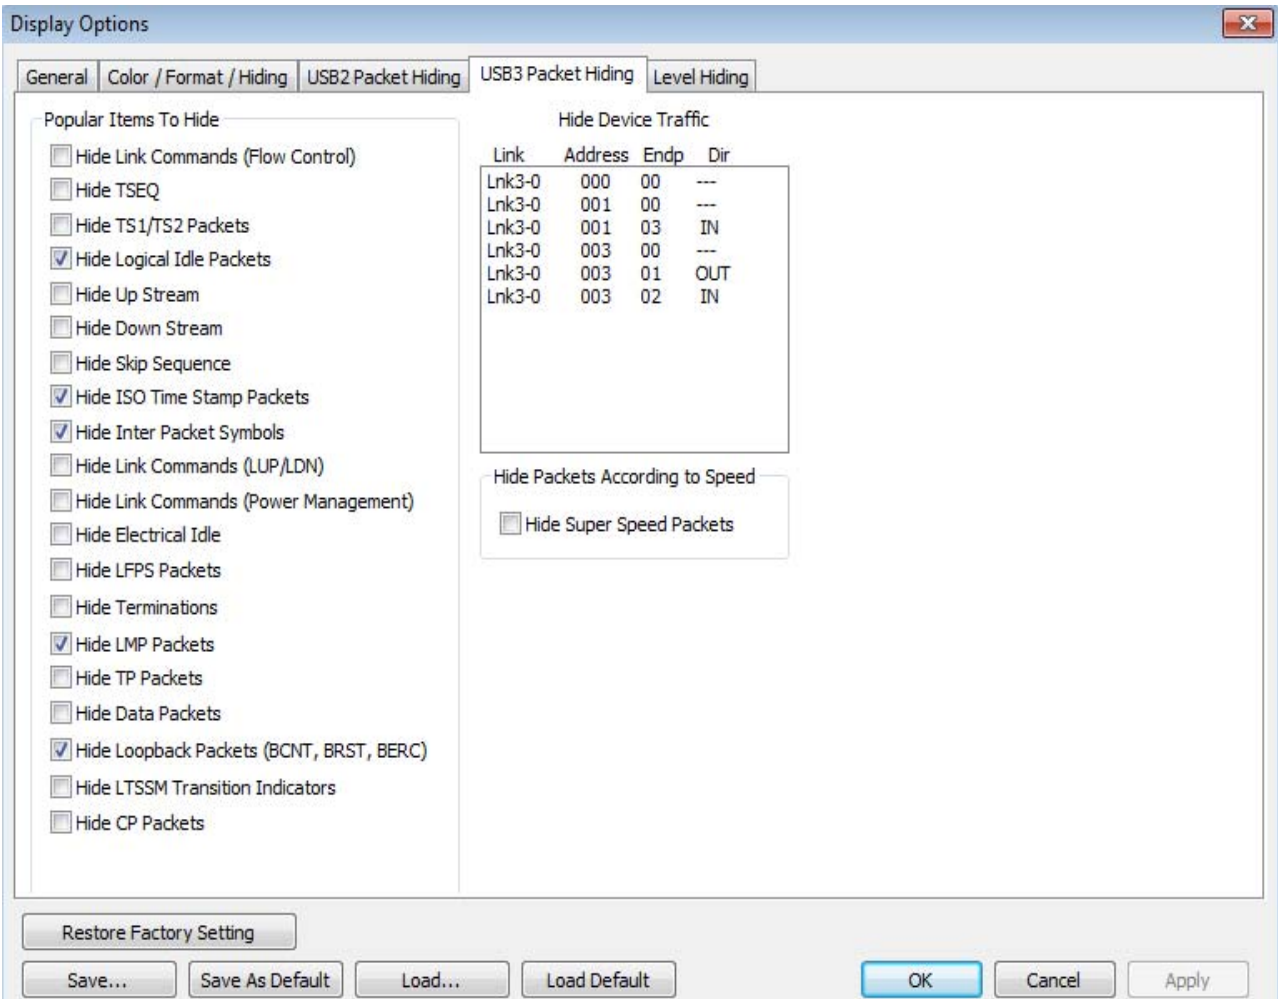 Display Options
General Color / Format / Hiding USB2 Packet Hiding USB3 Packet Hiding Level Hiding
Popular Items To Hide
Hide Link Commands (Flow Control)
Hide TSEQ
Hide TS1/TS2 Packets
Hide Logical Idle Packets
Hide Up Stream
Hide Down Stream
Hide Skip Sequence
Hide ISO Time Stamp Packets
Hide Inter Packet Symbols
Hide Link Commands (LUP/LDN)
Hide Link Commands (Power Management)
Hide Electrical Idle
Hide LFPS Packets
Hide Terminations
Hide LMP Packets
Hide TP Packets
Hide Data Packets
Hide Loopback Packets (BCNT, BRST, BERC)
Hide LTSSM Transition Indicators
Hide CP Packets
Hide Device Traffic
Link Address Endp Dir
Lnk3-0 000 00 ---
Lnk3-0 001 00 ---
Lnk3-0 001 03 IN
Lnk3-0 003 00 ---
Lnk3-0 003 01 OUT
Lnk3-0 003 02 IN
Hide Packets According to Speed
Hide Super Speed Packets
Restore Factory Setting
Save... Save As Default Load... Load Default OK Cancel Apply